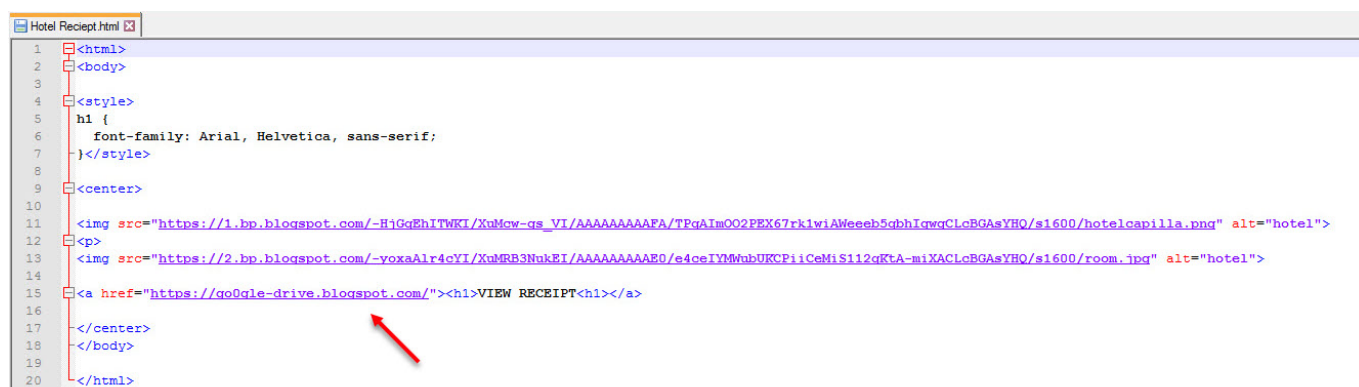 Hotel Reciept.html
1 <html>
2 <body>
3
4 <style>
5 h1 {
6 font-family: Arial, Helvetica, sans-serif;
7 }</style>
8
9 <center>
10
11 <img src="https://1.bp.blogspot.com/-HjGgEhITWKI/XuMcw-gs_VI/AAAAAAAAAFA/TPgAImOO2PEX67rk1wiAWeeeb5gbhIgwgCLcBGAsYHQ/s1600/hotelcapilla.png" alt="hotel">
12 <p>
13 <img src="https://2.bp.blogspot.com/-yoxaAlr4cYI/XuMRB3NukEI/AAAAAAAAAE0/e4ceIYMWubUKCPiiCeMiS112gKtA-miXACLcBGAsYHQ/s1600/room.jpg" alt="hotel">
14
15 <a href="https://go0gle-drive.blogspot.com/"><h1>VIEW RECEIPT<h1></a>
16
17 </center>
18 </body>
19
20 </html>